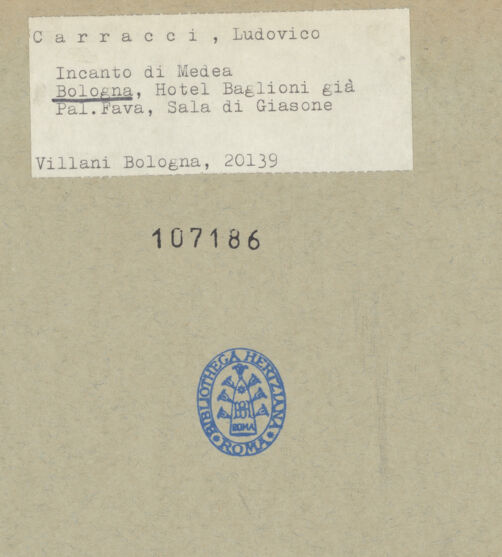 C a r r a c c i , Ludovico
Incanto di Medea
Bologna, Hotel Baglioni già
Pal.Fava, Sala di Giasone
Villani Bologna, 20139
107186
BIBLIOTHECA HERTZIANA
ROMA
ROMA